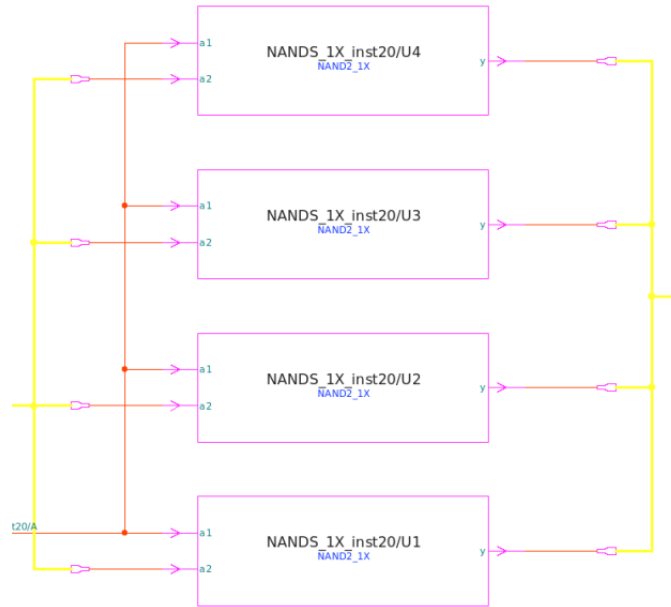 NANDS_1X_inst20/U4
NAND2_1X
a1
a2
y
NANDS_1X_inst20/U3
NAND2_1X
a1
a2
y
NANDS_1X_inst20/U2
NAND2_1X
a1
a2
y
t20/A
NANDS_1X_inst20/U1
NAND2_1X
a1
a2
y